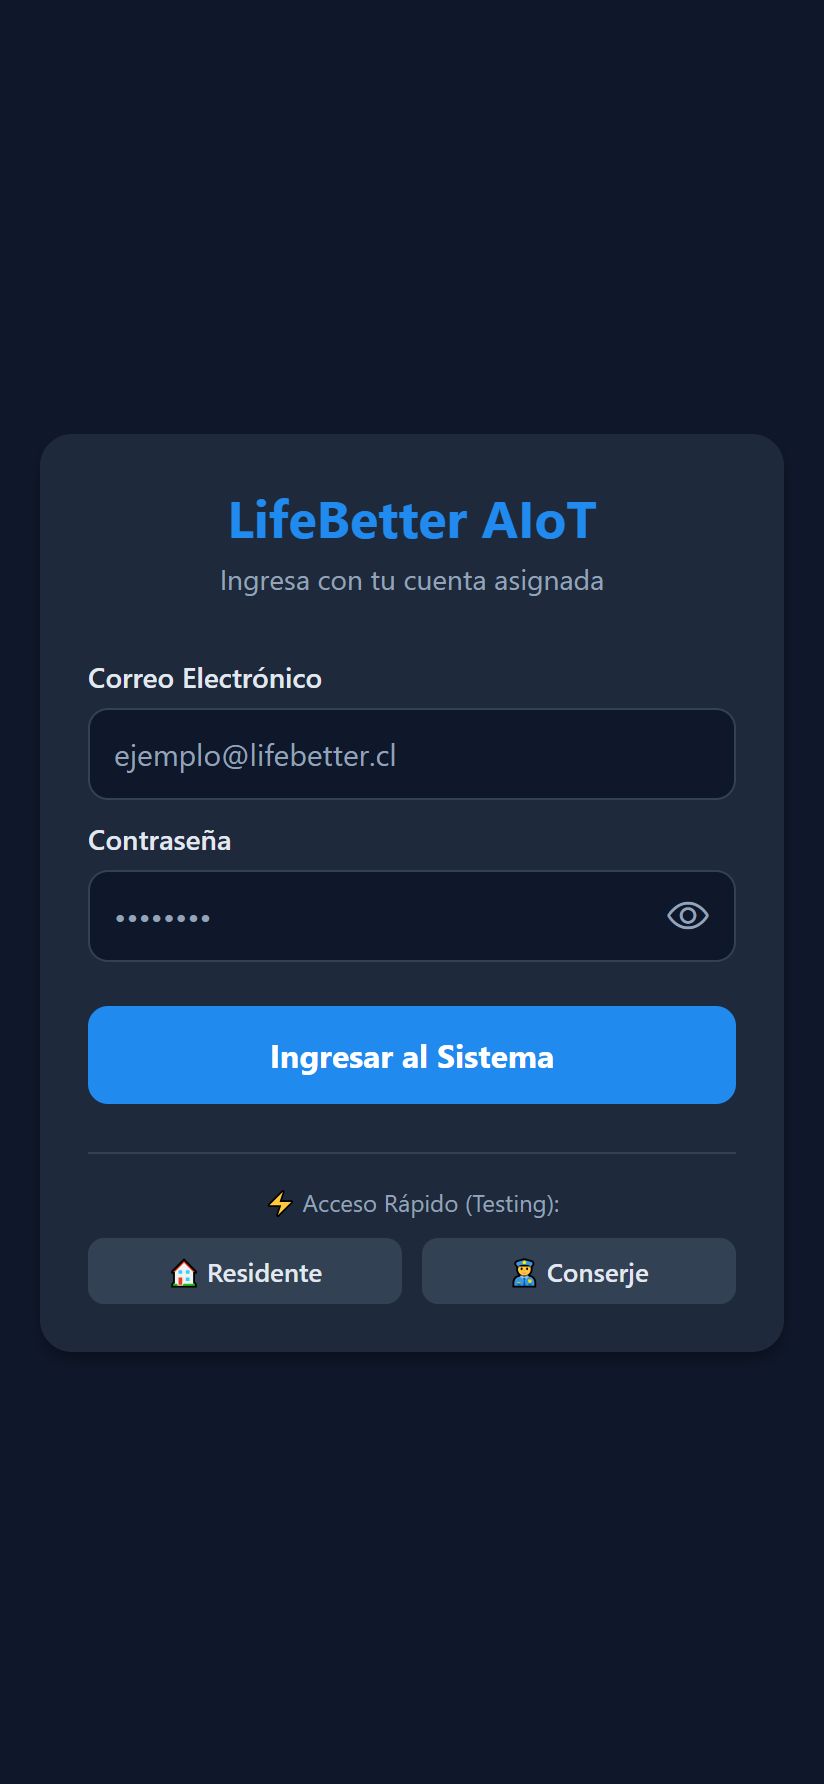 LifeBetter AIoT
Ingresa con tu cuenta asignada
Correo Electrónico
ejemplo@lifebetter.cl
Contraseña
••••••••
Ingresar al Sistema
⚡ Acceso Rápido (Testing):
🏠 Residente
👮 Conserje